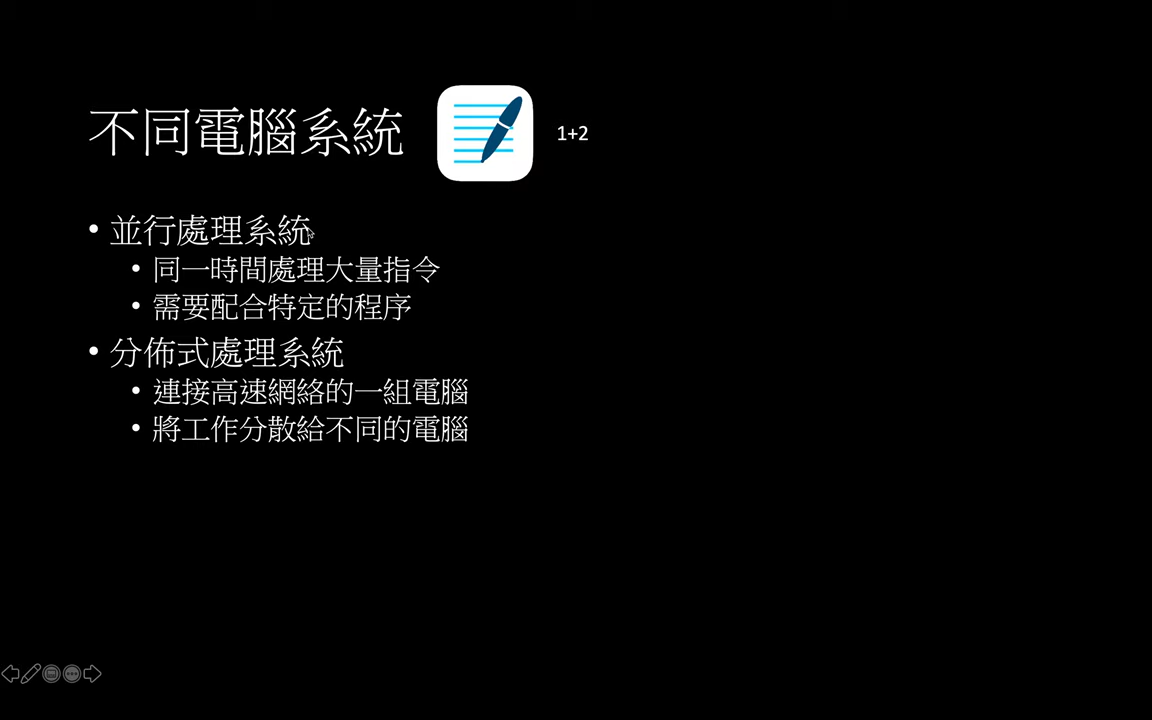 不同電腦系統
1+2
• 並行處理系統
• 同一時間處理大量指令
• 需要配合特定的程序
• 分佈式處理系統
• 連接高速網絡的一組電腦
• 將工作分散給不同的電腦